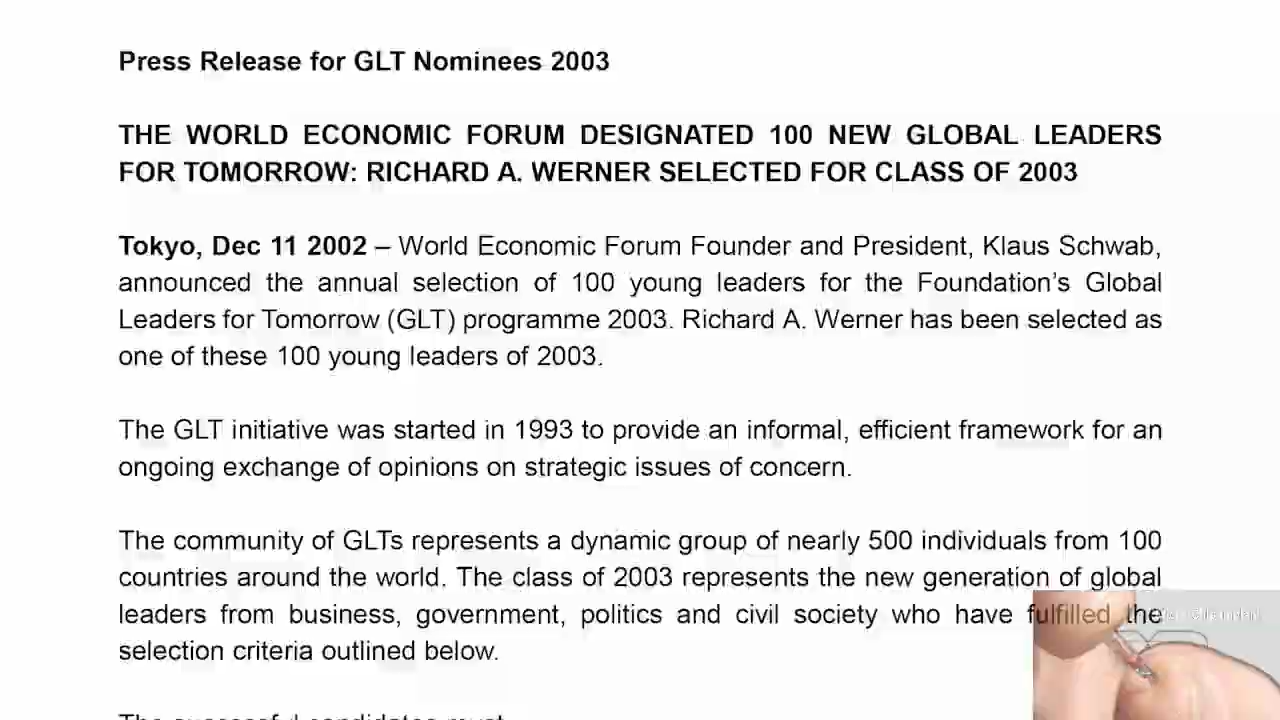 Press Release for GLT Nominees 2003
THE WORLD ECONOMIC FORUM DESIGNATED 100 NEW GLOBAL LEADERS
FOR TOMORROW: RICHARD A. WERNER SELECTED FOR CLASS OF 2003
Tokyo, Dec 11 2002 – World Economic Forum Founder and President, Klaus Schwab,
announced the annual selection of 100 young leaders for the Foundation’s Global
Leaders for Tomorrow (GLT) programme 2003. Richard A. Werner has been selected as
one of these 100 young leaders of 2003.
The GLT initiative was started in 1993 to provide an informal, efficient framework for an
ongoing exchange of opinions on strategic issues of concern.
The community of GLTs represents a dynamic group of nearly 500 individuals from 100
countries around the world. The class of 2003 represents the new generation of global
leaders from business, government, politics and civil society who have fulfilled the
selection criteria outlined below.
The successful candidates must